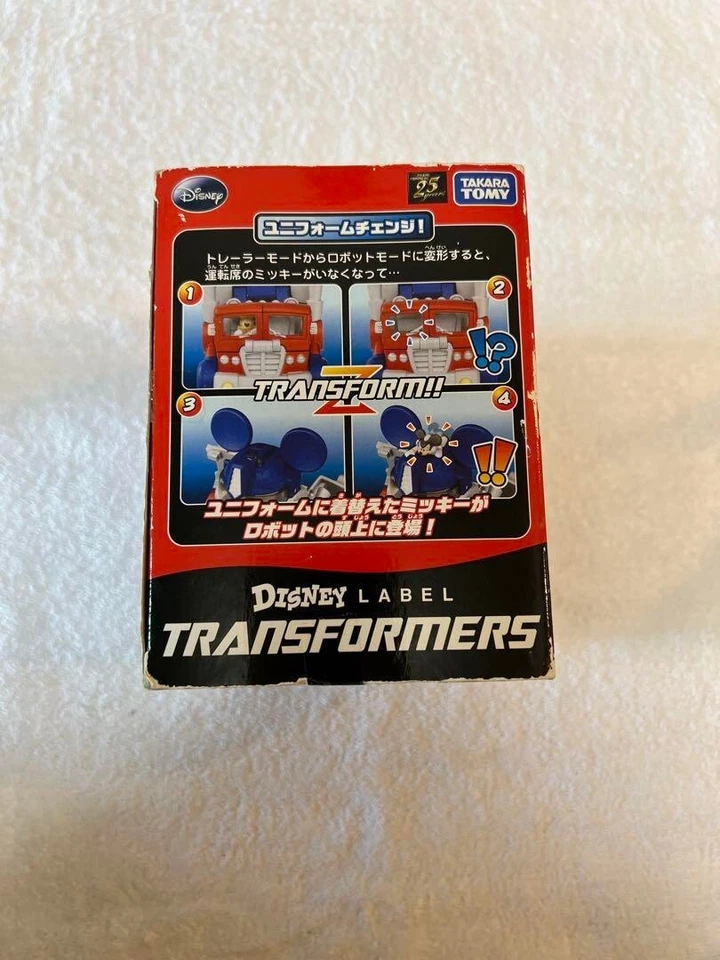 Disney
25
TAKARA
TOMY
ユニフォームチェンジ!
トレーラーモードからロボットモードに変形すると、
運転席のミッキーがいなくなって…
1
2
!?
TRANSFORM!!
3
4
!!
ユニフォームに着替えたミッキーが
ロボットの頭上に登場!
DISNEY LABEL
TRANSFORMERS